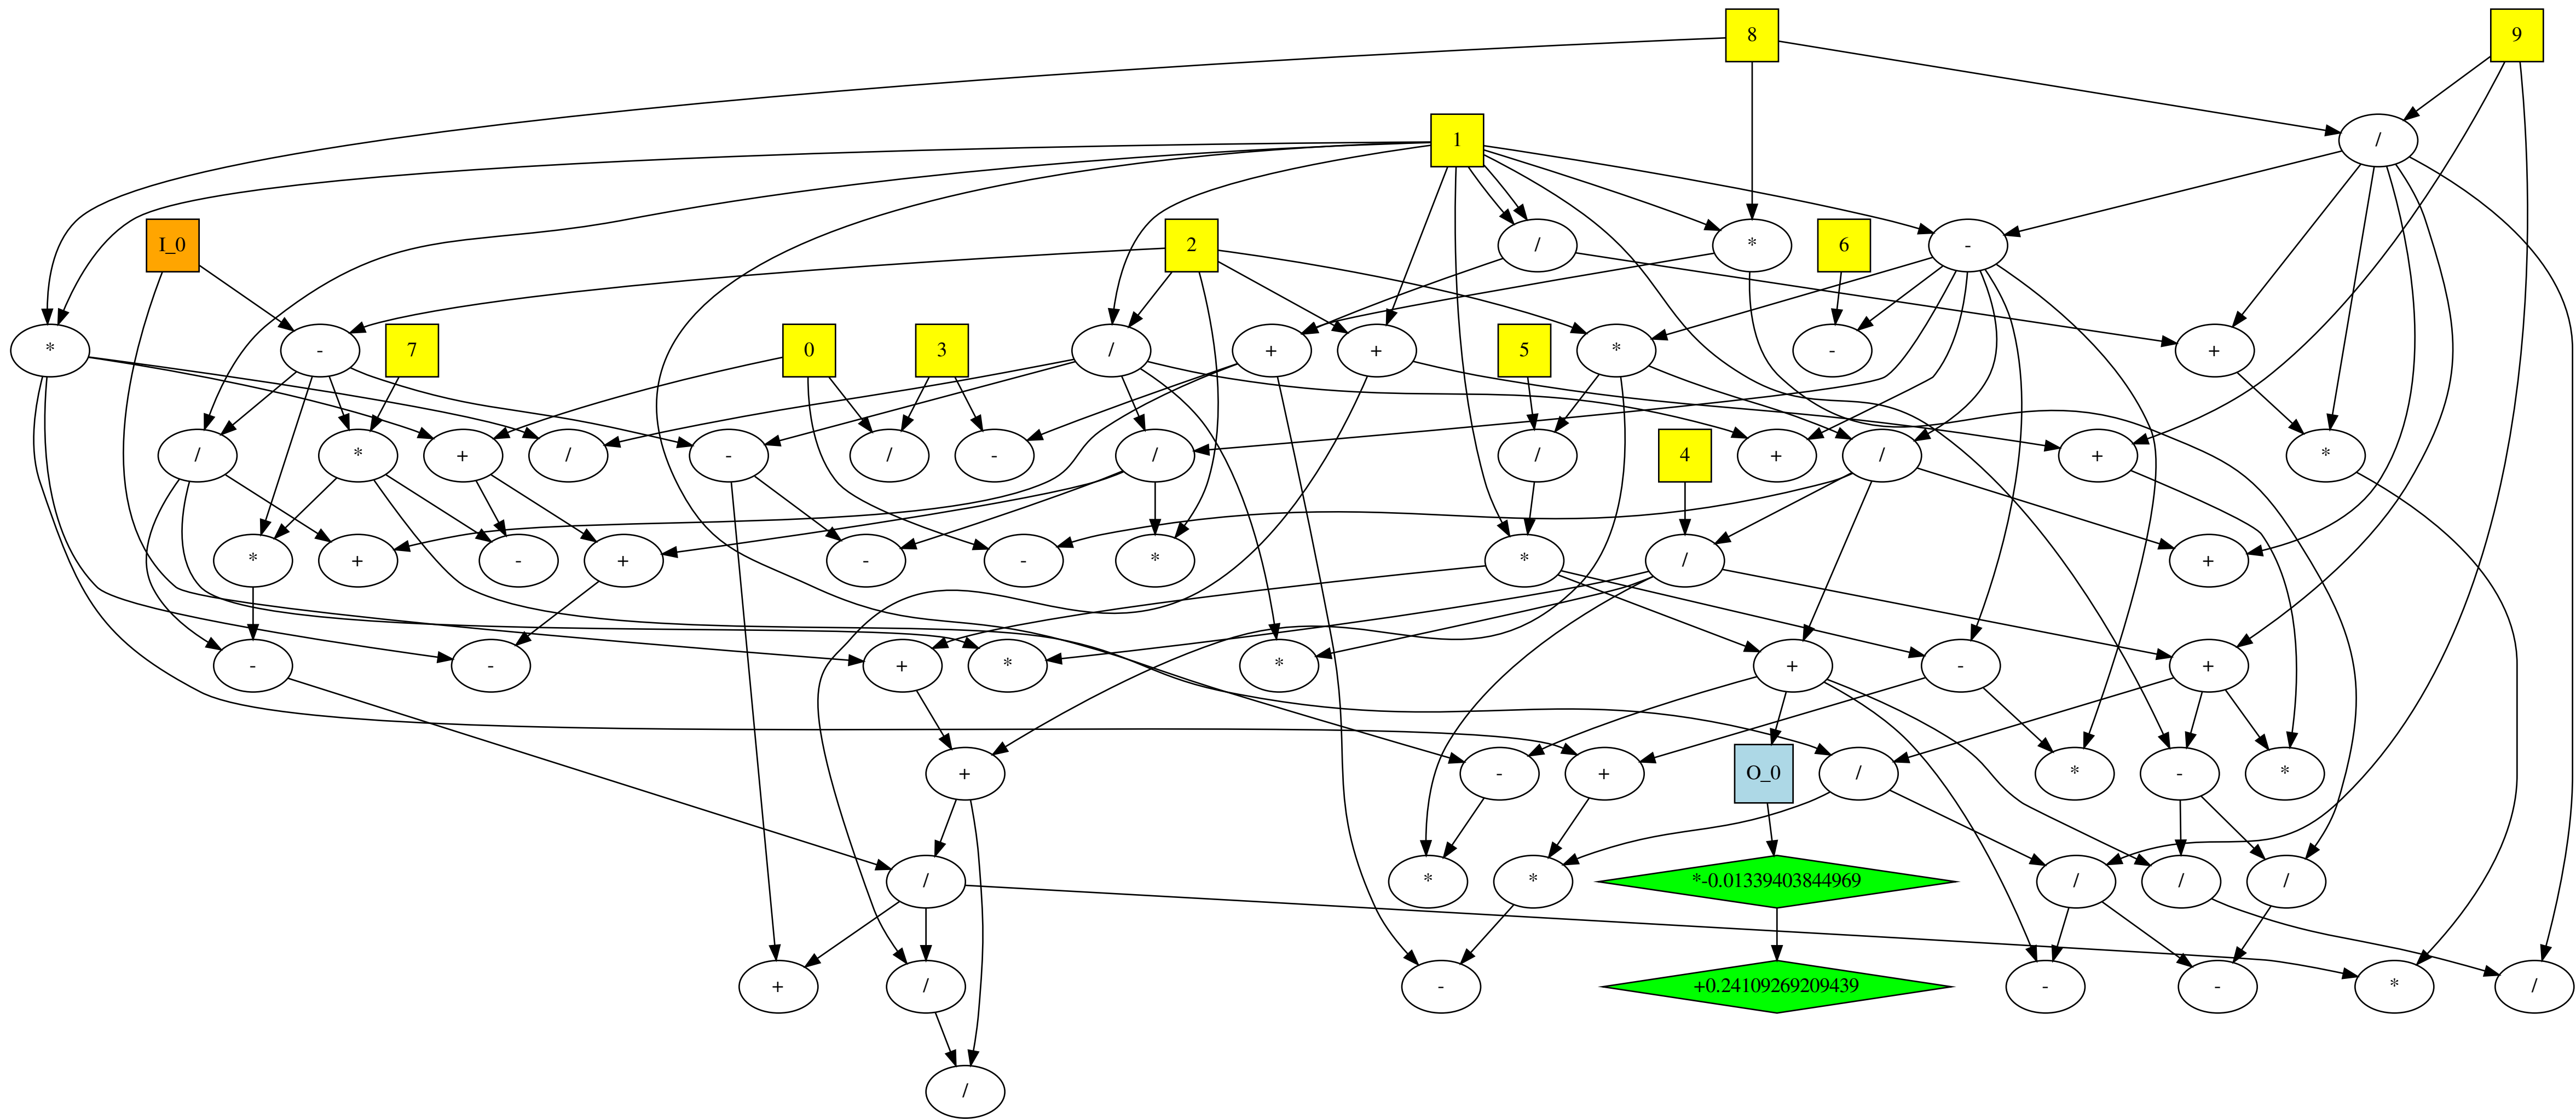 8 9
1 /
I_0 2 / * 6 -
* - 7 0 3 / + + 5 * - +
/ * + / - / - / / 4 + / + *
* + - + - - * * / +
- - + * * + - +
+ - + O_0 / * - *
/ * * *-0.01339403844969 / / /
+ / - +0.24109269209439 - - * /
/